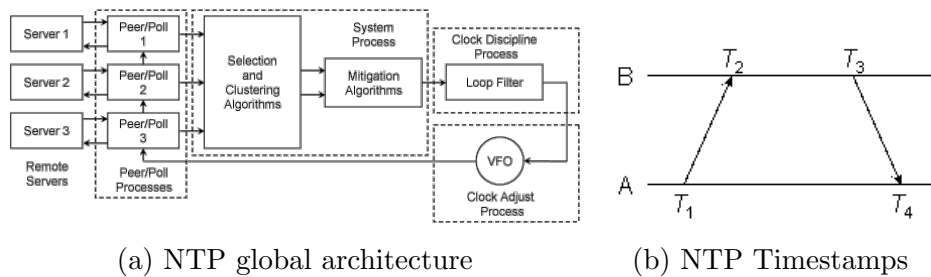 Server 1
Server 2
Server 3
Remote
Servers
Peer/Poll
1
Peer/Poll
2
Peer/Poll
3
Peer/Poll
Processes
Selection
and
Clustering
Algorithms
System
Process
Mitigation
Algorithms
Clock Discipline
Process
Loop Filter
VFO
Clock Adjust
Process
(a) NTP global architecture
T2
T3
B
A
T1
T4
(b) NTP Timestamps